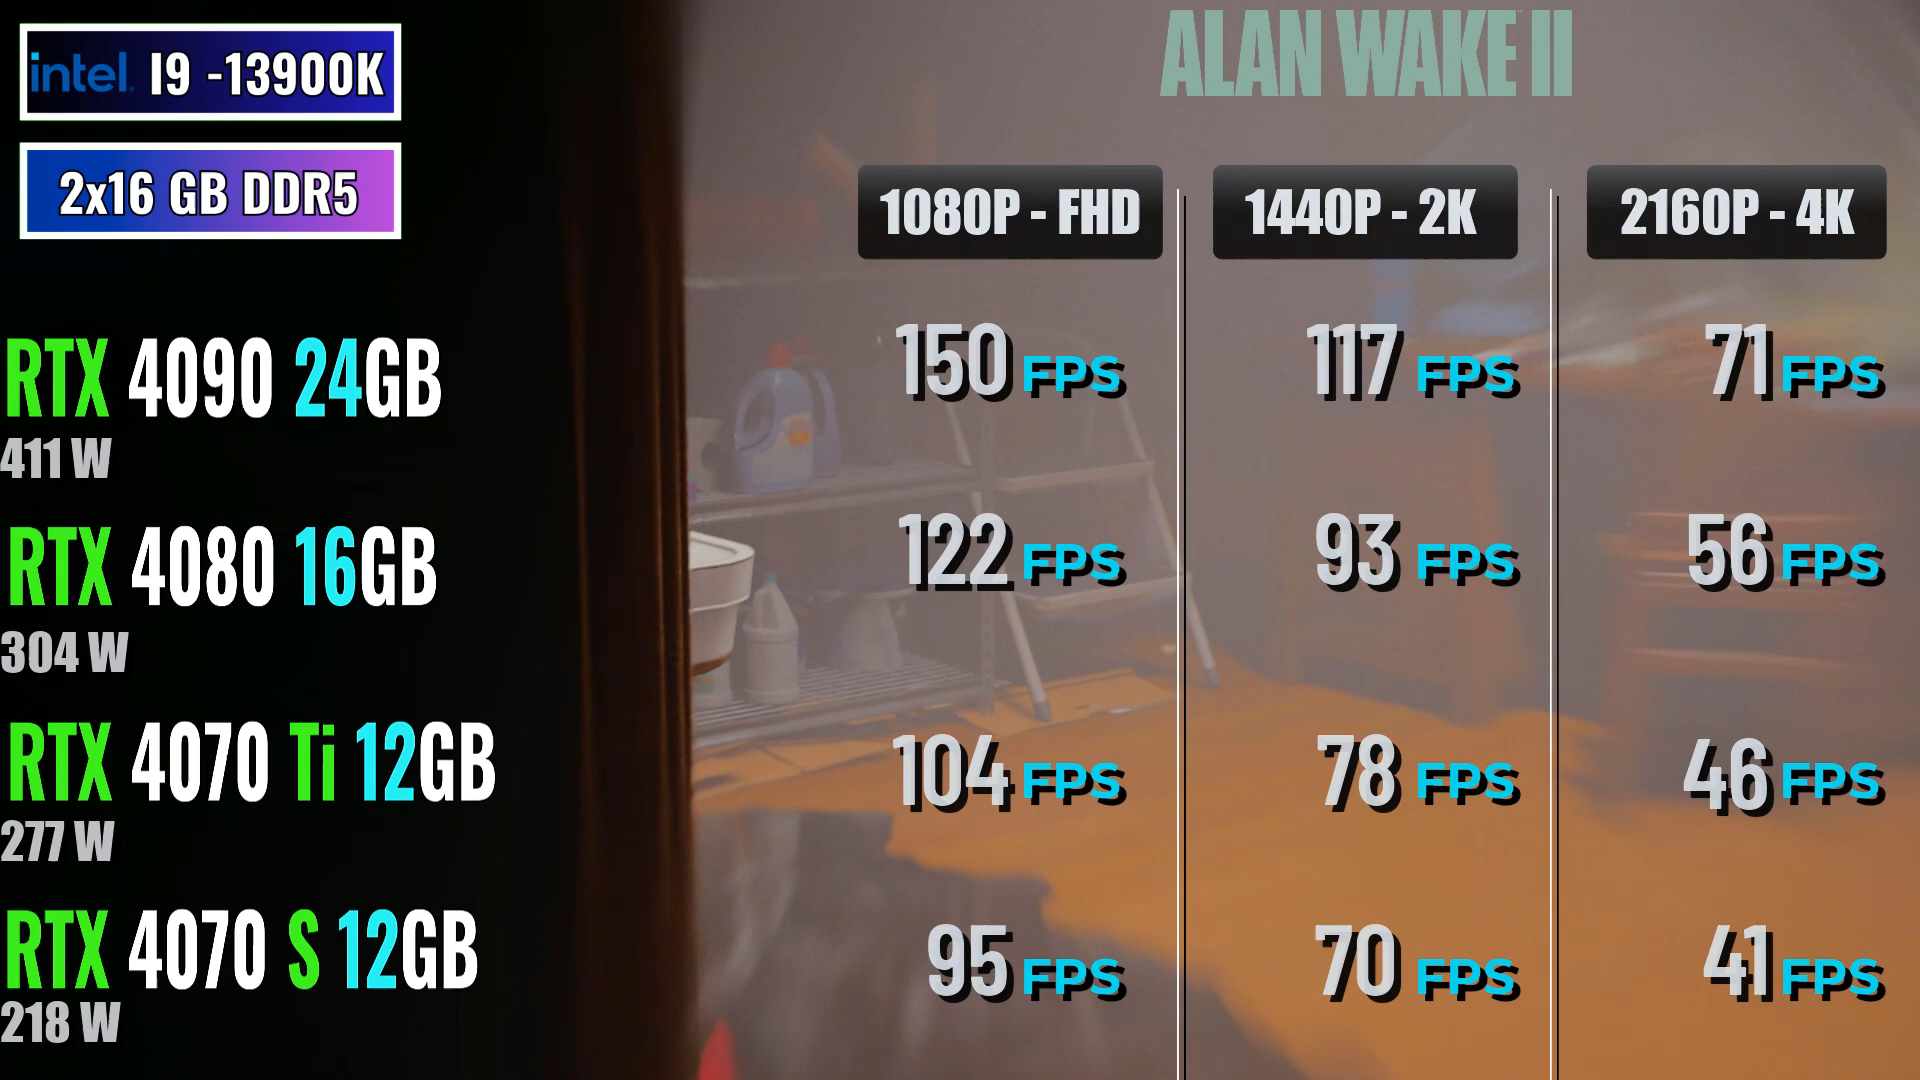 intel. I9 -13900K
ALAN WAKE II
2x16 GB DDR5
1080P - FHD 1440P - 2K 2160P - 4K
RTX 4090 24GB 150 FPS 117 FPS 71 FPS
411 W
RTX 4080 16GB 122 FPS 93 FPS 56 FPS
304 W
RTX 4070 Ti 12GB 104 FPS 78 FPS 46 FPS
277 W
RTX 4070 S 12GB 95 FPS 70 FPS 41 FPS
218 W